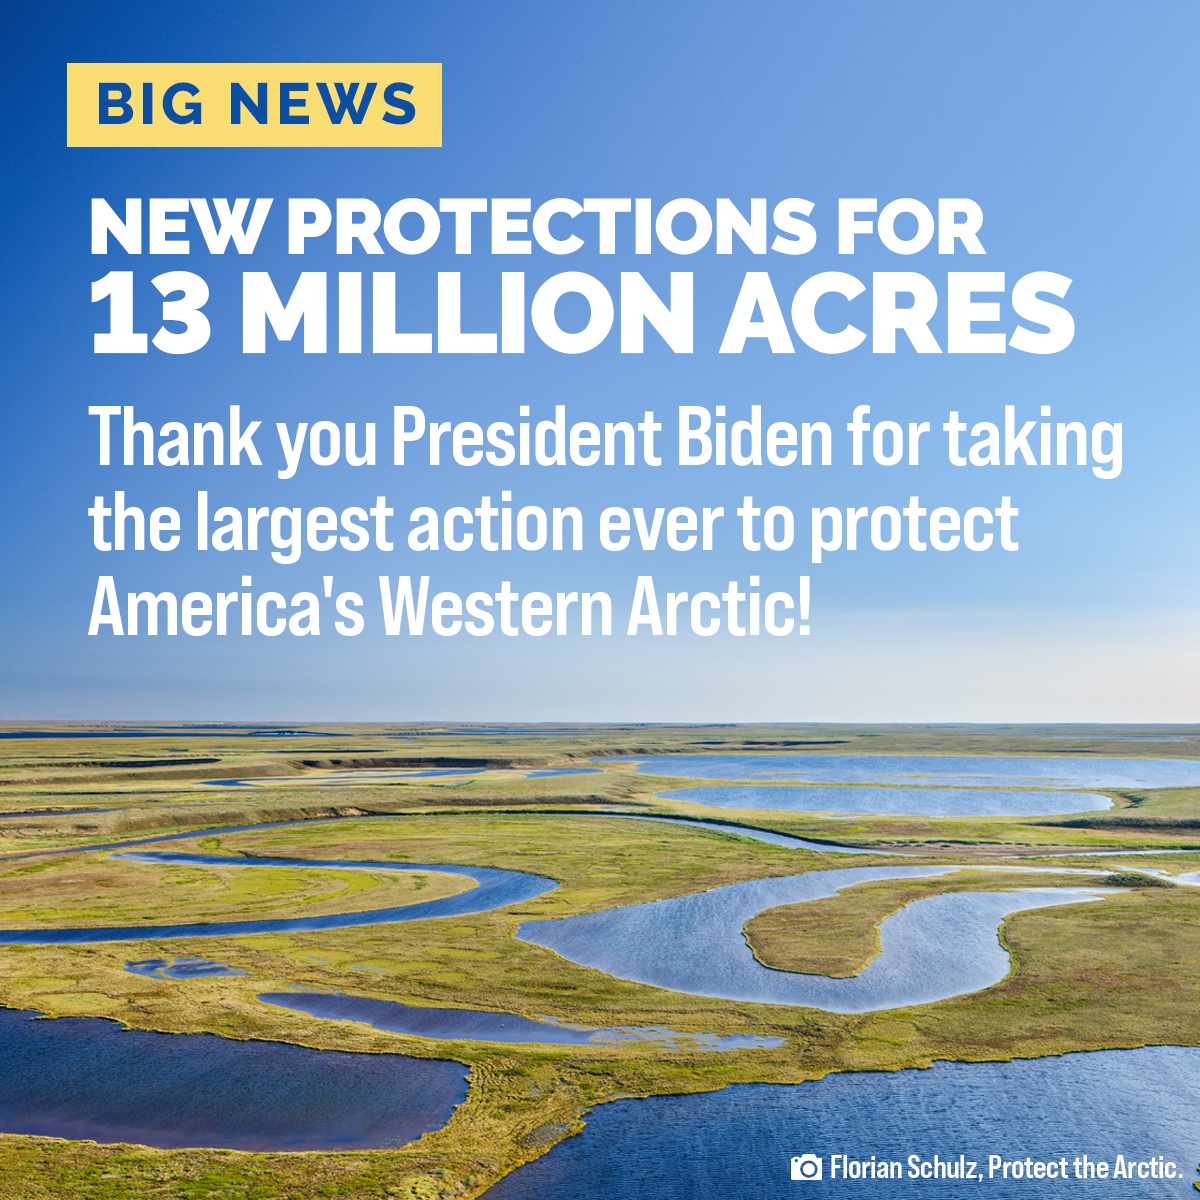 BIG NEWS
NEW PROTECTIONS FOR
13 MILLION ACRES
Thank you President Biden for taking
the largest action ever to protect
America's Western Arctic!
Florian Schulz, Protect the Arctic.